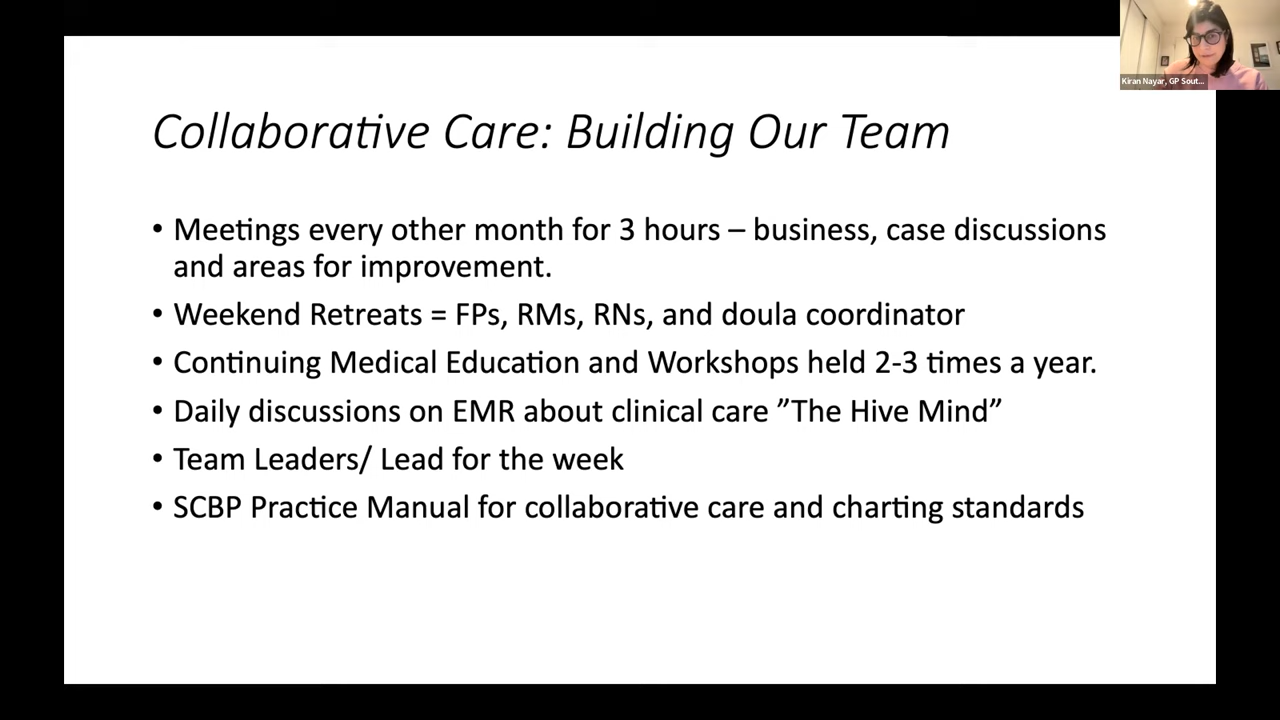 Kiran Nayar, GP Sout...
Collaborative Care: Building Our Team
• Meetings every other month for 3 hours – business, case discussions
and areas for improvement.
• Weekend Retreats = FPs, RMs, RNs, and doula coordinator
• Continuing Medical Education and Workshops held 2-3 times a year.
• Daily discussions on EMR about clinical care ”The Hive Mind”
• Team Leaders/ Lead for the week
• SCBP Practice Manual for collaborative care and charting standards